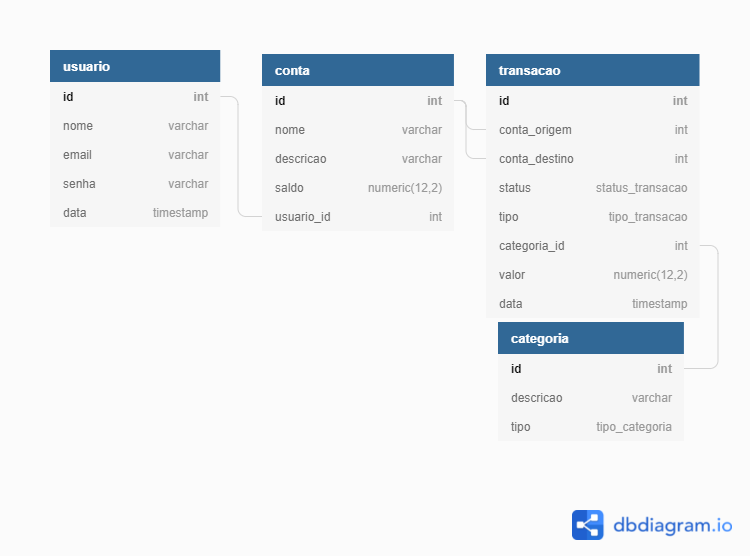 usuario
id int
nome varchar
email varchar
senha varchar
data timestamp
conta
id int
nome varchar
descricao varchar
saldo numeric(12,2)
usuario_id int
transacao
id int
conta_origem int
conta_destino int
status status_transacao
tipo tipo_transacao
categoria_id int
valor numeric(12,2)
data timestamp
categoria
id int
descricao varchar
tipo tipo_categoria
dbdiagram.io